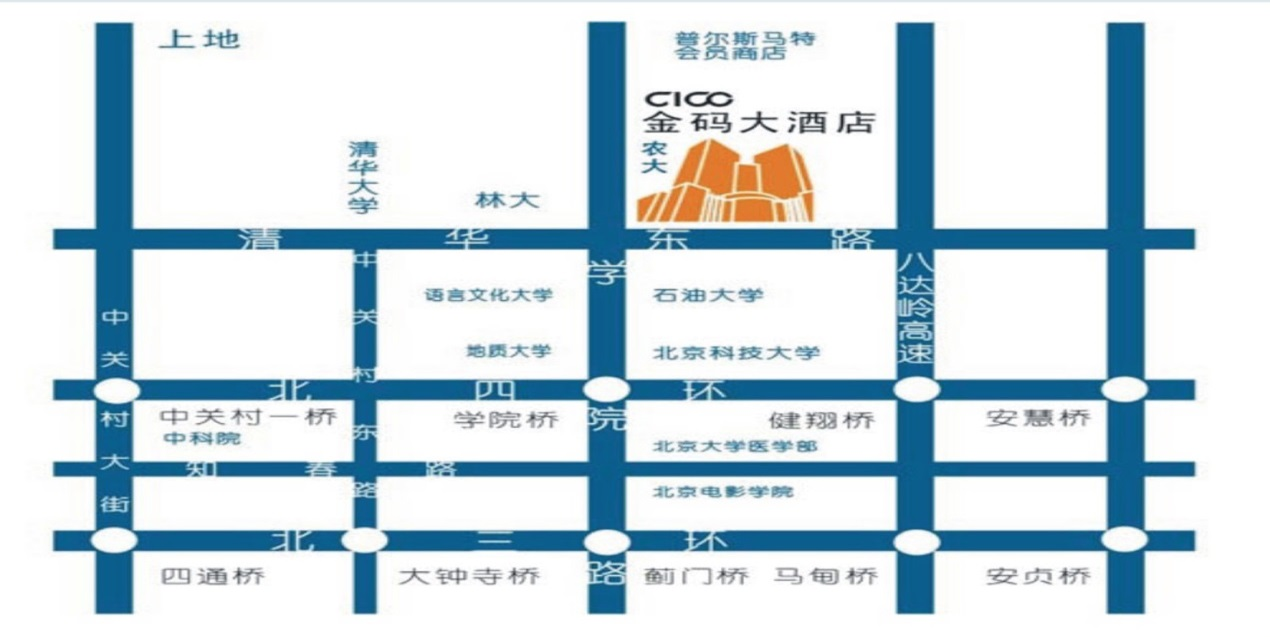 上地
普尔斯马特
会员商店
CICC
金码大酒店
农大
清华大学
林大
清华东路
中关村东路
学院路
八达岭高速
中关村大街
语言文化大学
石油大学
地质大学
北京科技大学
北四环
中关村一桥
学院桥
健翔桥
安慧桥
中科院
北京大学医学部
知春路
北京电影学院
北三环
四通桥
大钟寺桥
蓟门桥
马甸桥
安贞桥